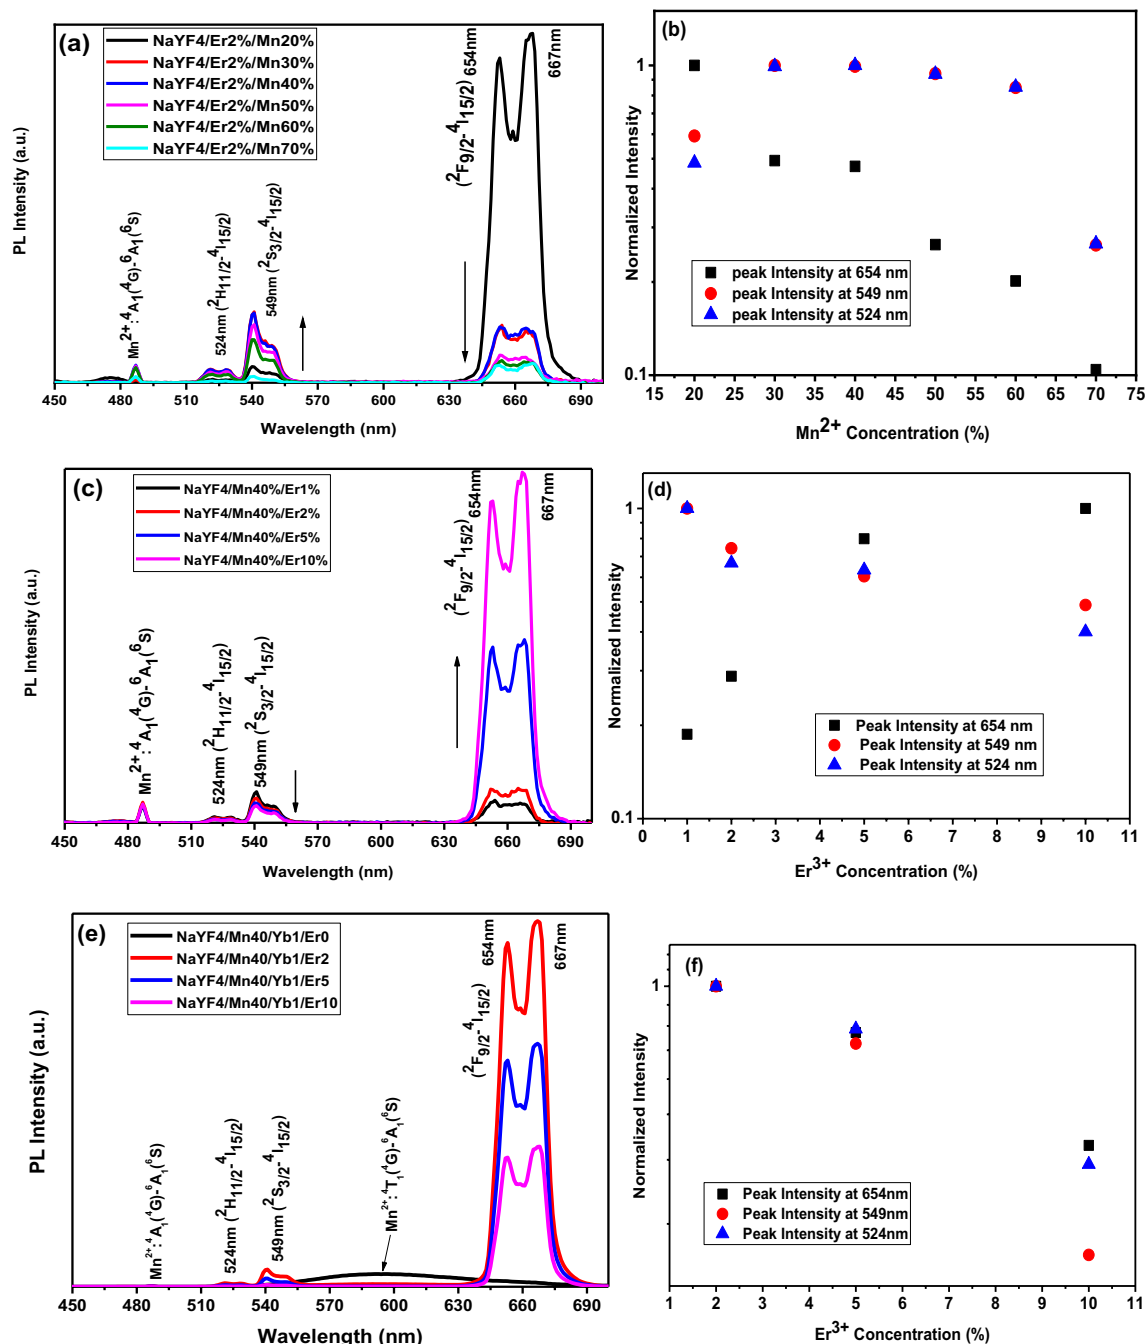 (a)
NaYF4/Er2%/Mn20%
NaYF4/Er2%/Mn30%
NaYF4/Er2%/Mn40%
NaYF4/Er2%/Mn50%
NaYF4/Er2%/Mn60%
NaYF4/Er2%/Mn70%
654nm
667nm
(2F9/2-4I15/2)
Mn2+:4A1(4G)-6A1(6S)
524nm (2H11/2-4I15/2)
549nm (2S3/2-4I15/2)
PL Intensity (a.u.)
450 480 510 540 570 600 630 660 690
Wavelength (nm)
(b)
Normalized Intensity
1
0.1
peak Intensity at 654 nm
peak Intensity at 549 nm
peak Intensity at 524 nm
15 20 25 30 35 40 45 50 55 60 65 70 75
Mn2+ Concentration (%)
(c)
NaYF4/Mn40%/Er1%
NaYF4/Mn40%/Er2%
NaYF4/Mn40%/Er5%
NaYF4/Mn40%/Er10%
654nm
667nm
(2F9/2-4I15/2)
Mn2+:4A1(4G)-6A1(6S)
524nm (2H11/2-4I15/2)
549nm (2S3/2-4I15/2)
PL Intensity (a.u.)
450 480 510 540 570 600 630 660 690
Wavelength (nm)
(d)
Normalized Intensity
1
0.1
Peak Intensity at 654 nm
Peak Intensity at 549 nm
Peak Intensity at 524 nm
0 1 2 3 4 5 6 7 8 9 10 11
Er3+ Concentration (%)
(e)
NaYF4/Mn40/Yb1/Er0
NaYF4/Mn40/Yb1/Er2
NaYF4/Mn40/Yb1/Er5
NaYF4/Mn40/Yb1/Er10
654nm
667nm
(2F9/2-4I15/2)
Mn2+:4A1(4G)-6A1(6S)
524nm (2H11/2-4I15/2)
549nm (2S3/2-4I15/2)
Mn2+:4T1(4G)-6A1(6S)
PL Intensity (a.u.)
450 480 510 540 570 600 630 660 690
Wavelength (nm)
(f)
Normalized Intensity
1
Peak Intensity at 654nm
Peak Intensity at 549nm
Peak Intensity at 524nm
1 2 3 4 5 6 7 8 9 10 11
Er3+ Concentration (%)